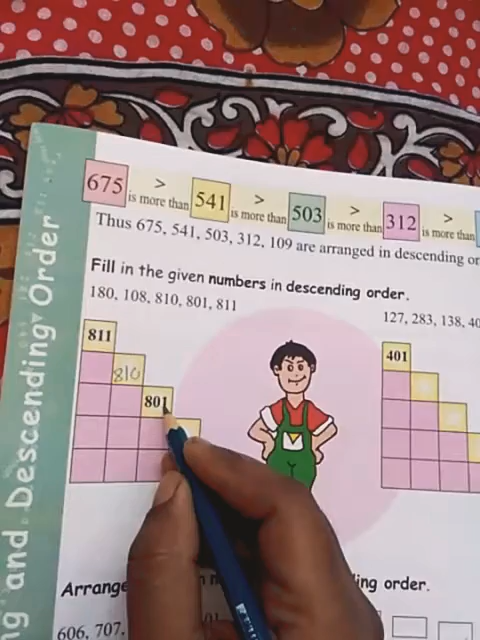 675 > is more than 541 > is more than 503 > is more than 312 > is more than
Thus 675, 541, 503, 312, 109 are arranged in descending or
Fill in the given numbers in descending order.
180, 108, 810, 801, 811
127, 283, 138, 40
811
810
801
401
Arrange
ing order.
606, 707,
g and Descending Order